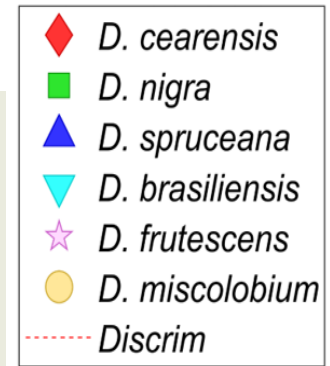 D. cearensis
D. nigra
D. spruceana
D. brasiliensis
D. frutescens
D. miscolobium
Discrim